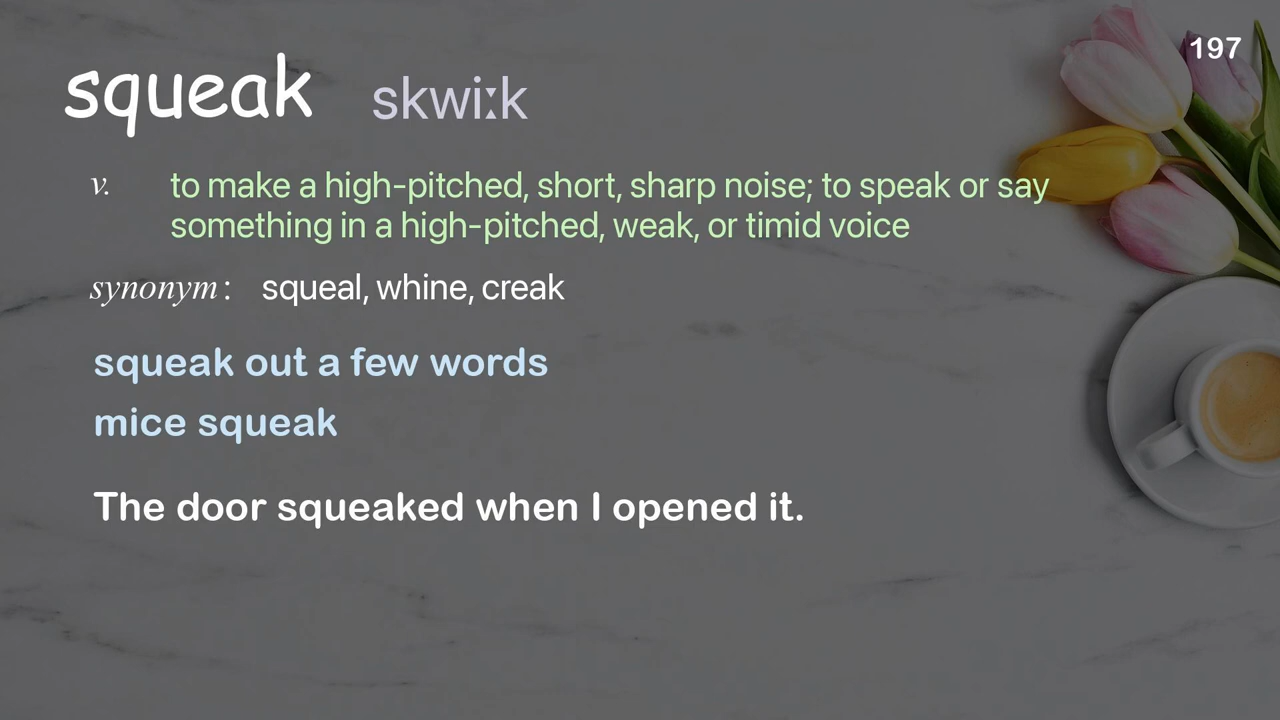 197
squeak skwiːk
v. to make a high-pitched, short, sharp noise; to speak or say
something in a high-pitched, weak, or timid voice
synonym: squeal, whine, creak
squeak out a few words
mice squeak
The door squeaked when I opened it.